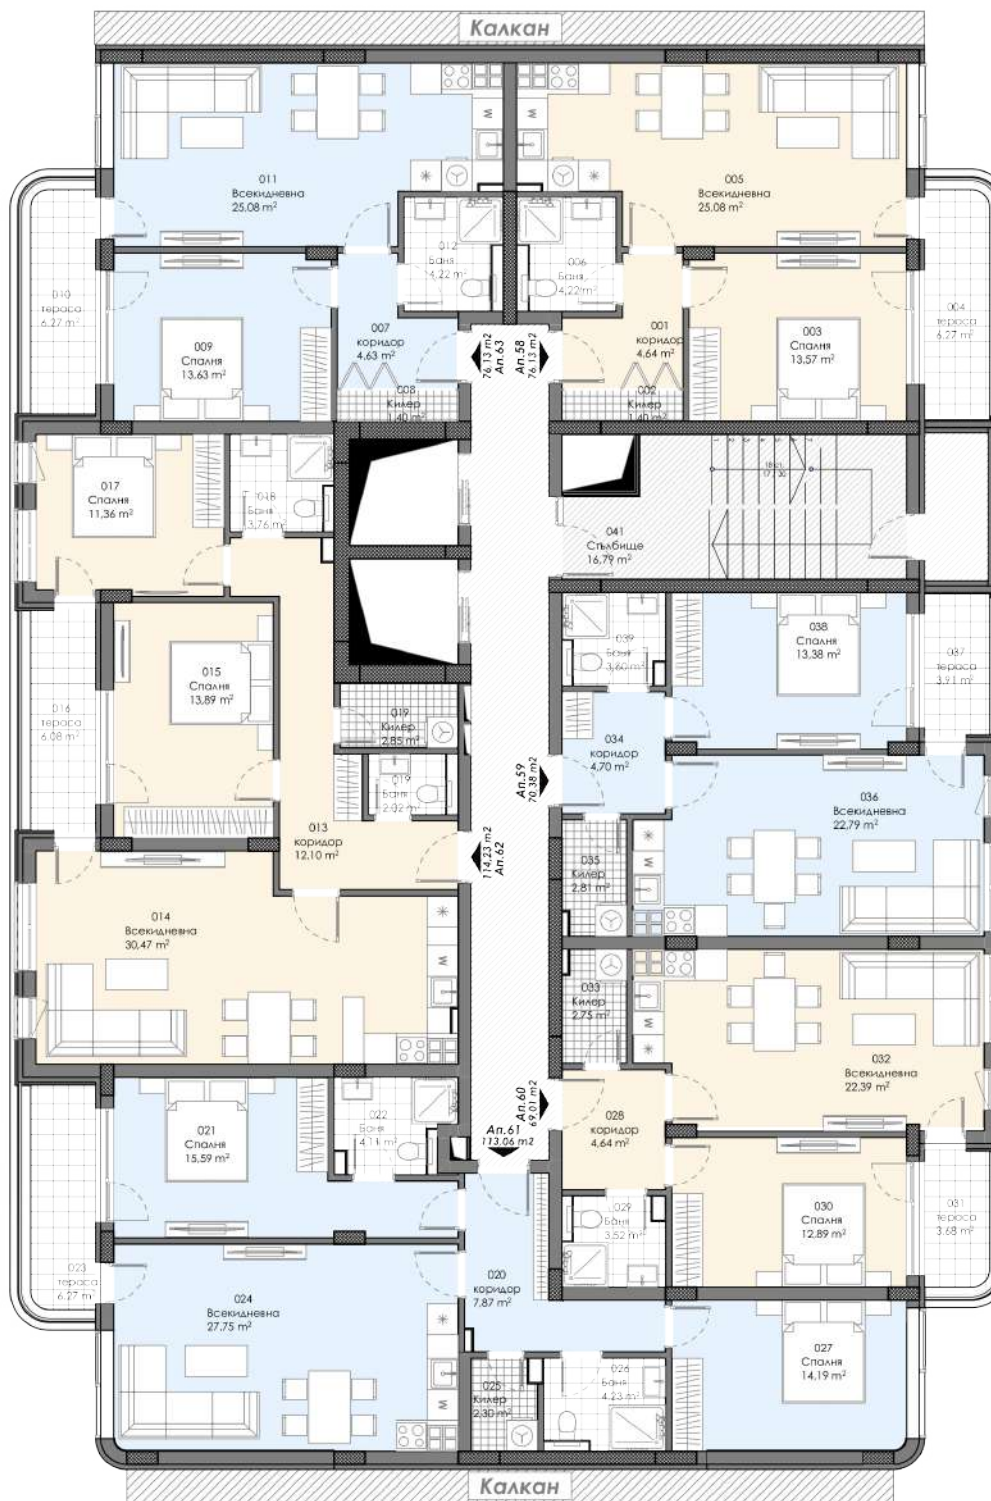 Калкан
011
Всекидневна
25,08 m²
005
Всекидневна
25,08 m²
012
Баня
4,22 m²
006
Баня
4,22 m²
010
тераса
6,27 m²
009
Спалня
13,63 m²
007
коридор
4,63 m²
008
Килер
1,40 m²
76.13 m2
Ап.63
Ап.58
76.13 m2
001
коридор
4,64 m²
002
Килер
1,40 m²
003
Спалня
13,57 m²
004
тераса
6,27 m²
017
Спалня
11,36 m²
018
Баня
3,76 m²
041
Стълбище
16,79 m²
015
Спалня
13,89 m²
016
тераса
6,08 m²
039
Баня
3,60 m²
038
Спалня
13,38 m²
037
тераса
3,91 m²
019
Килер
2,85 m²
019
Баня
2,02 m²
034
коридор
4,70 m²
Ап.59
70.38 m2
036
Всекидневна
22,79 m²
013
коридор
12,10 m²
114.23 m2
Ап.62
035
Килер
2,81 m²
014
Всекидневна
30,47 m²
033
Килер
2,75 m²
032
Всекидневна
22,39 m²
021
Спалня
15,59 m²
022
Баня
4,11 m²
Ап.60
69.01 m2
Ап.61
113.06 m2
028
коридор
4,64 m²
029
Баня
3,52 m²
030
Спалня
12,89 m²
031
тераса
3,68 m²
023
тераса
6,27 m²
024
Всекидневна
27,75 m²
020
коридор
7,87 m²
025
Килер
2,30 m²
026
Баня
4,23 m²
027
Спалня
14,19 m²
Калкан